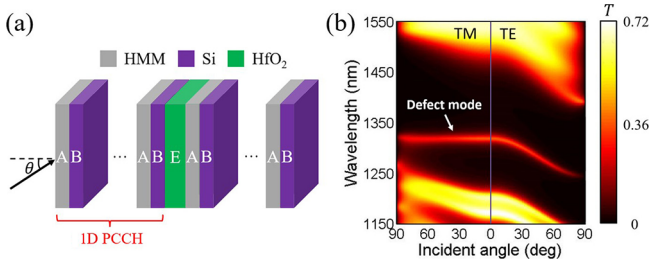 (a)
HMM Si HfO₂
θ
A B ... A B E A B ... A B
1D PCCH
(b)
T
TM TE
Defect mode
Wavelength (nm)
1550
1450
1350
1250
1150
90 60 30 0 30 60 90
Incident angle (deg)
0.72
0.36
0